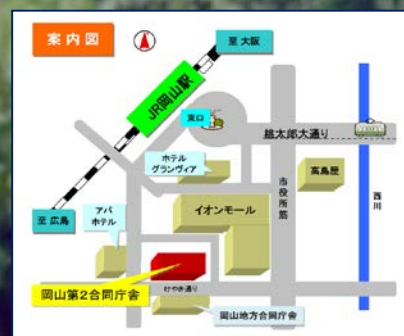 案内図
至 大阪
JR岡山駅
東口
桃太郎大通り
ホテル
グランヴィア
高島屋
市役所筋
西川
イオンモール
至 広島
アパ
ホテル
岡山第2合同庁舎
けやき通り
岡山地方合同庁舎